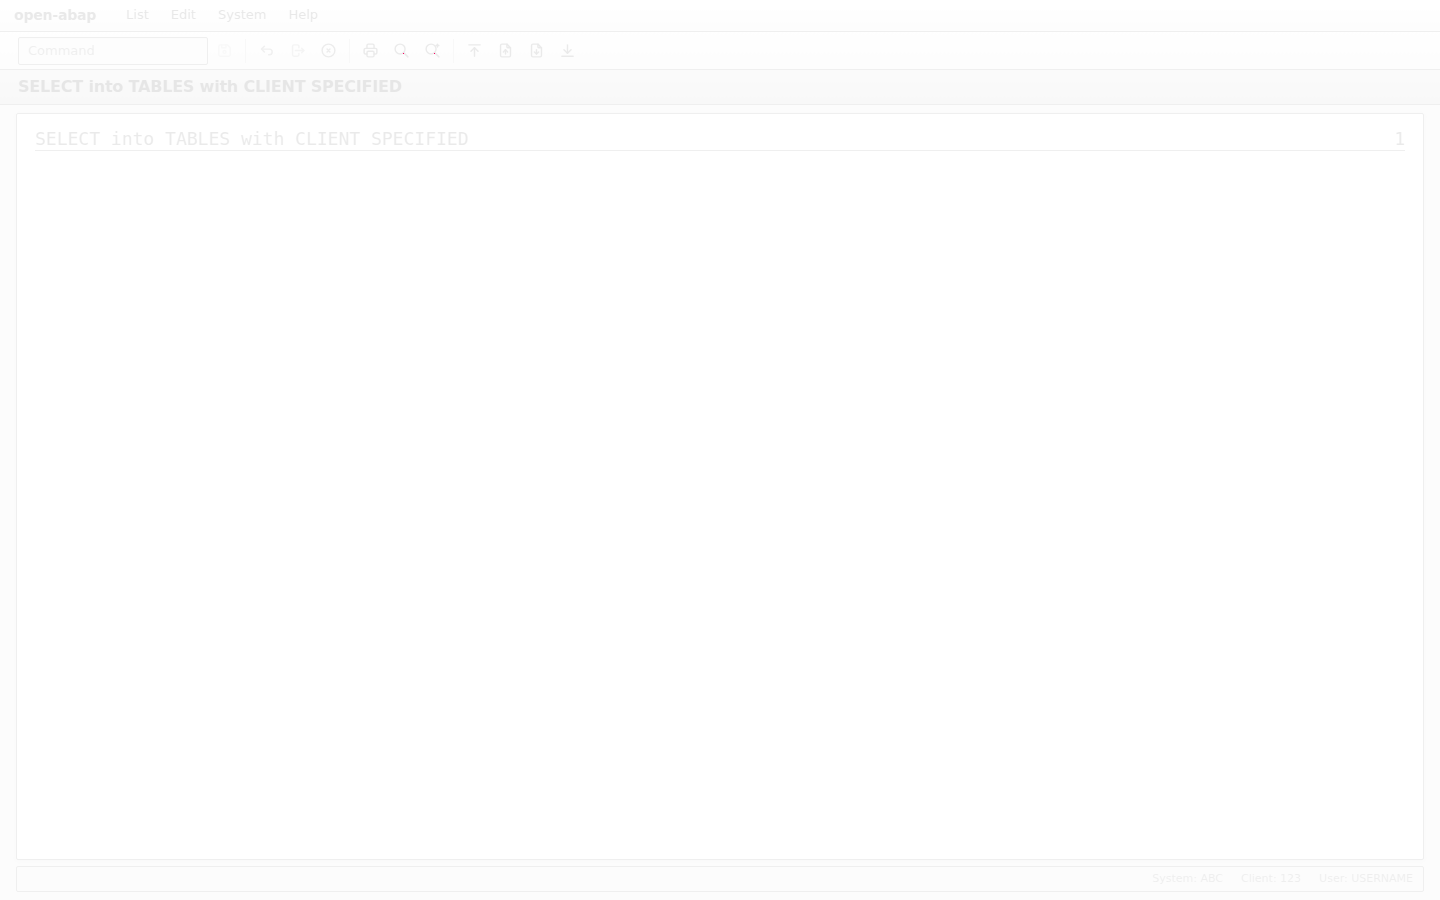 open-abap List Edit System Help
Command
SELECT into TABLES with CLIENT SPECIFIED
SELECT into TABLES with CLIENT SPECIFIED 1
System: ABC Client: 123 User: USERNAME